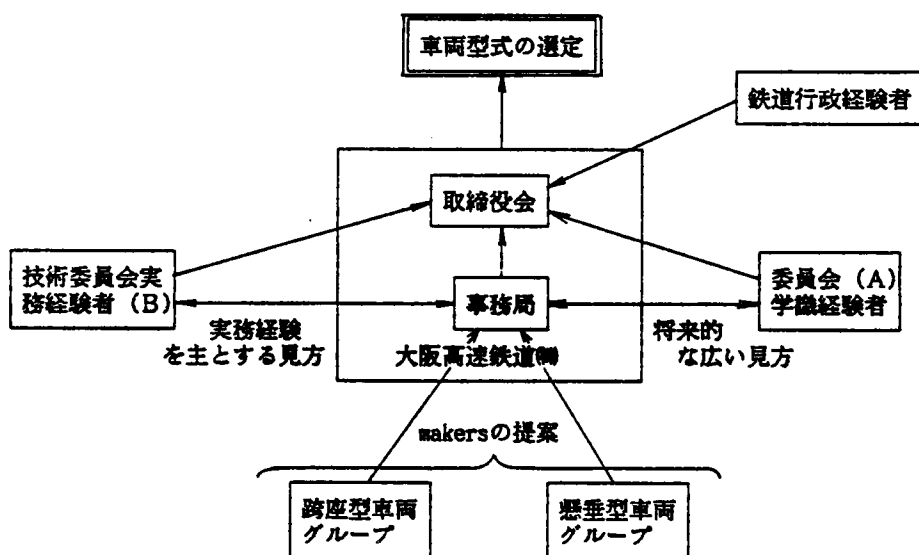 車両型式の選定
鉄道行政経験者
取締役会
技術委員会実
務経験者（B）
事務局
委員会（A）
学識経験者
実務経験
を主とする見方
大阪高速鉄道㈱
将来的
な広い見方
makersの提案
跨座型車両
グループ
懸垂型車両
グループ